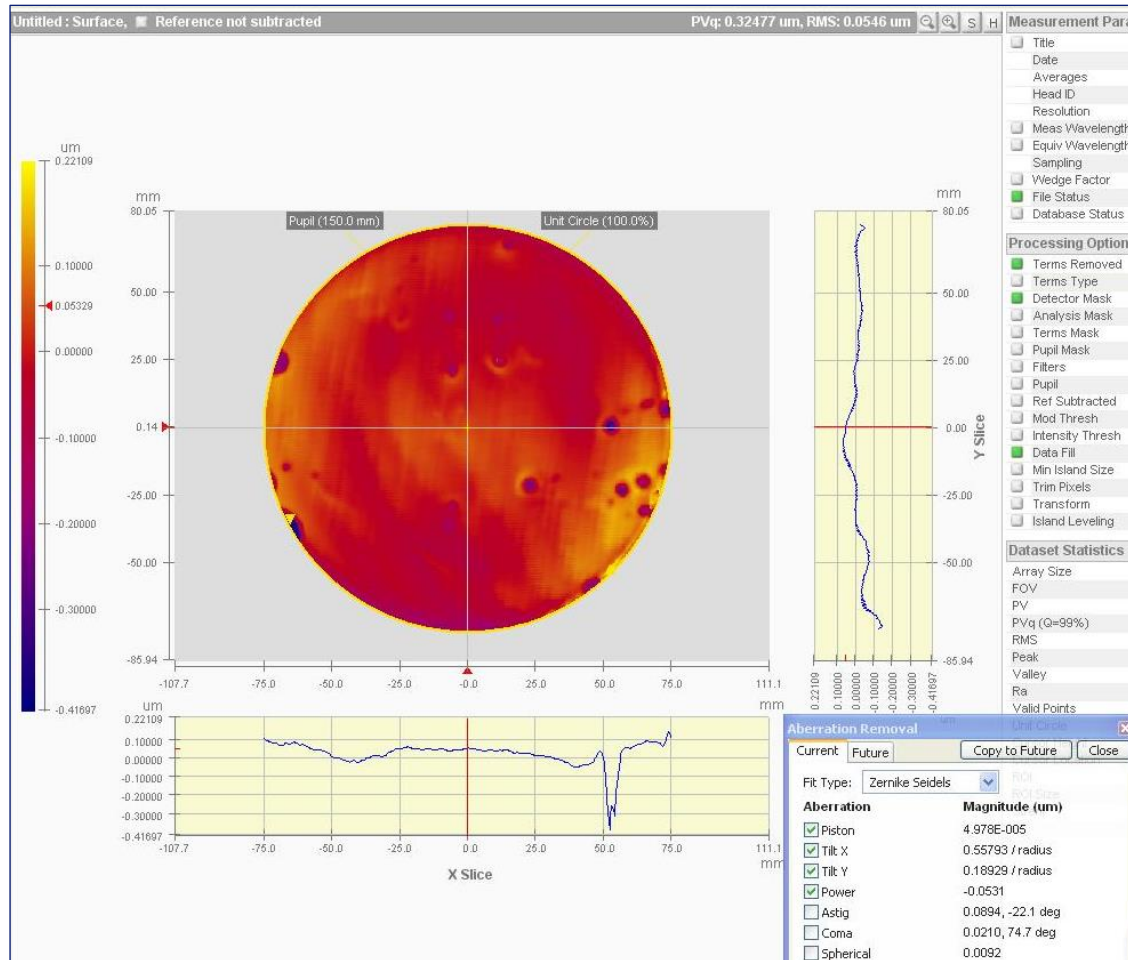 Untitled : Surface, Reference not subtracted PVq: 0.32477 um, RMS: 0.0546 um S H
Measurement Para
Title
Date
Averages
Head ID
Resolution
Meas Wavelength
Equiv Wavelength
Sampling
Wedge Factor
File Status
Database Status
Processing Option
Terms Removed
Terms Type
Detector Mask
Analysis Mask
Terms Mask
Pupil Mask
Filters
Pupil
Ref Subtracted
Mod Thresh
Intensity Thresh
Data Fill
Min Island Size
Trim Pixels
Transform
Island Leveling
Dataset Statistics
Array Size
FOV
PV
PVq (Q=99%)
RMS
Peak
Valley
Ra
Valid Points
Unit Circle
ROI
ROI Size
um
0.22109
0.10000
0.05329
0.00000
-0.10000
-0.20000
-0.30000
-0.41697
mm
80.05
50.00
25.00
0.14
-25.00
-50.00
-85.94
Pupil (150.0 mm)
Unit Circle (100.0%)
-107.7 -75.0 -50.0 -25.0 -0.0 25.0 50.0 75.0 111.1
mm
mm
80.05
50.00
25.00
0.00
-25.00
-50.00
-85.94
Y Slice
0.22109 0.10000 0.00000 -0.10000 -0.20000 -0.30000 -0.41697
um
um
0.22109
0.10000
0.00000
-0.10000
-0.20000
-0.30000
-0.41697
-107.7 -75.0 -50.0 -25.0 0.0 25.0 50.0 75.0 111.1
mm
X Slice
Aberration Removal
Current Future Copy to Future Close
Fit Type: Zernike Seidels
Aberration Magnitude (um)
Piston 4.978E-005
Tilt X 0.55793 / radius
Tilt Y 0.18929 / radius
Power -0.0531
Astig 0.0894, -22.1 deg
Coma 0.0210, 74.7 deg
Spherical 0.0092